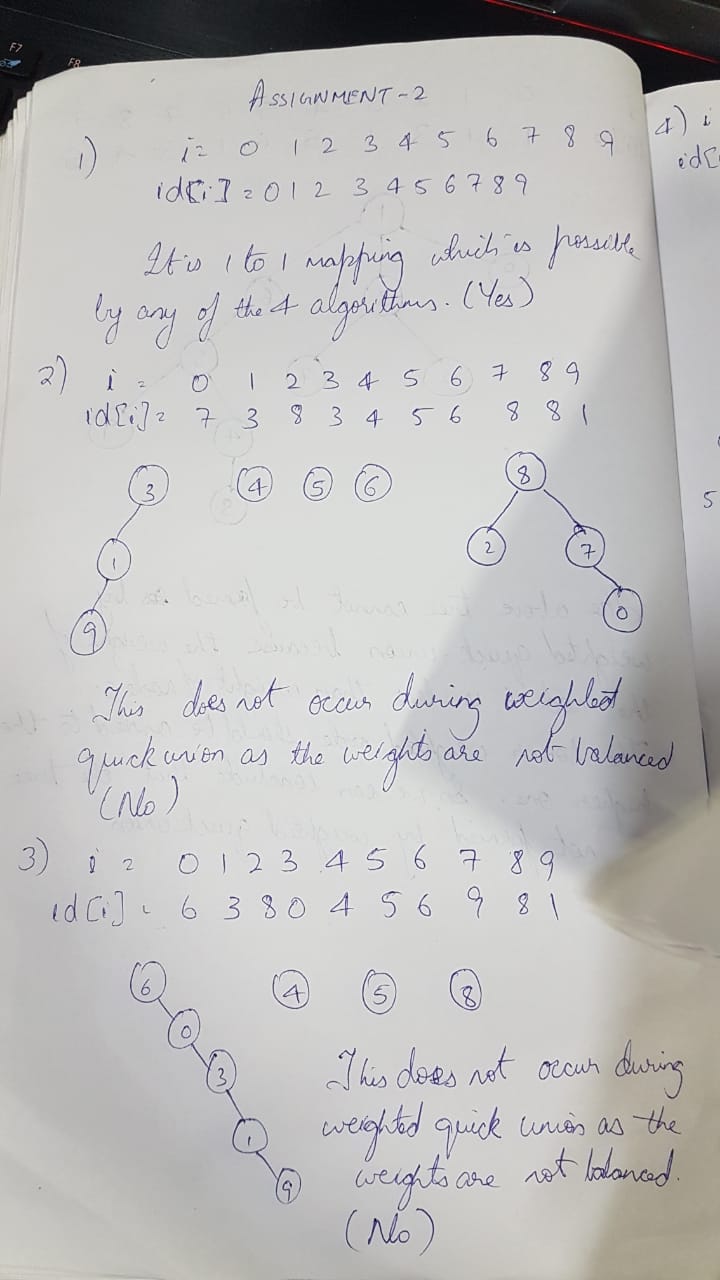 F7
F8
ASSIGNMENT-2
1) i= 0 1 2 3 4 5 6 7 8 9
id[i] = 0 1 2 3 4 5 6 7 8 9
It is 1 to 1 mapping which is possible
by any of the 4 algorithms. (Yes)
2) i = 0 1 2 3 4 5 6 7 8 9
id[i]= 7 3 8 3 4 5 6 8 8 1
3 4 5 6 8
1 2 7
9 0
This does not occur during weighted
quick union as the weights are not balanced
(No)
3) i = 0 1 2 3 4 5 6 7 8 9
id[i] = 6 3 8 0 4 5 6 9 8 1
6 4 5 8
0
3
1
9
This does not occur during
weighted quick union as the
weights are not balanced.
(No)
4) i
id[
5